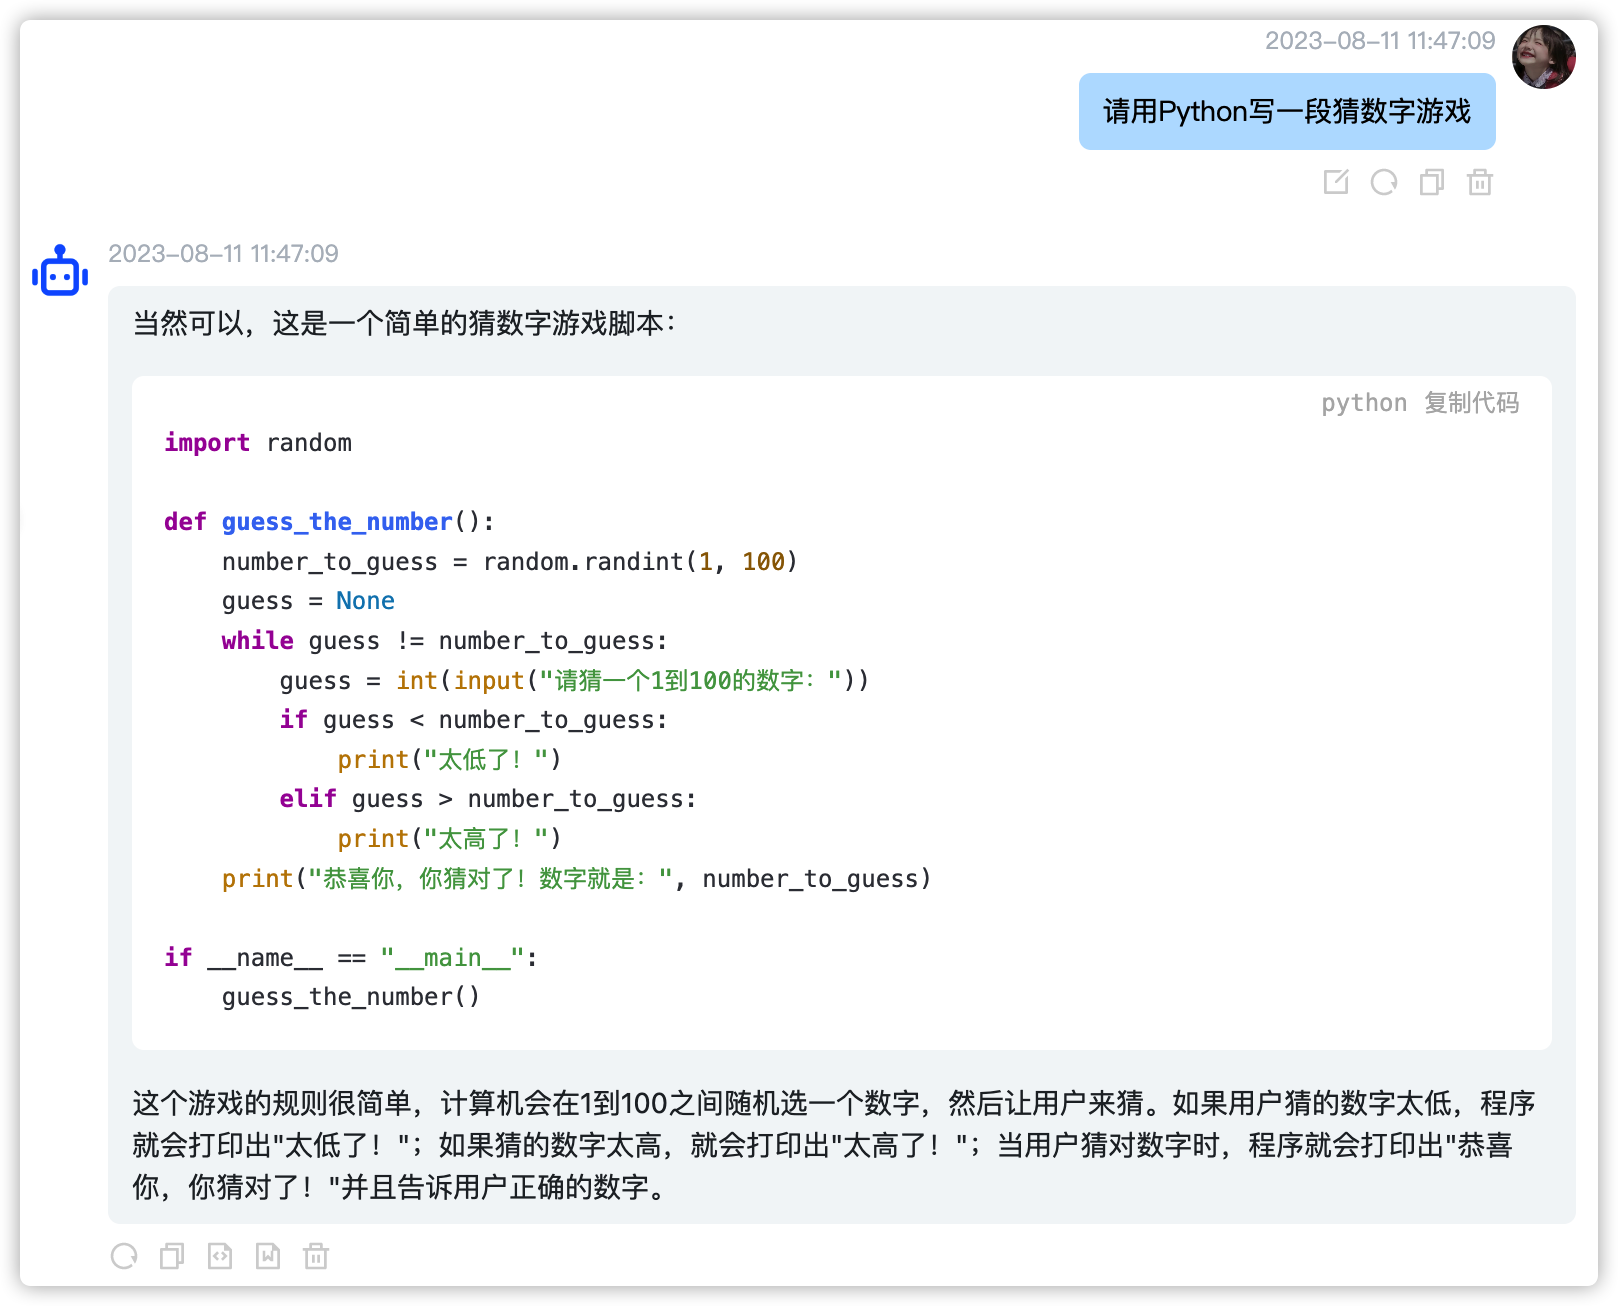 2023-08-11 11:47:09
请用Python写一段猜数字游戏
2023-08-11 11:47:09
当然可以，这是一个简单的猜数字游戏脚本：
python 复制代码
import random
def guess_the_number():
    number_to_guess = random.randint(1, 100)
    guess = None
    while guess != number_to_guess:
        guess = int(input("请猜一个1到100的数字："))
        if guess < number_to_guess:
            print("太低了！")
        elif guess > number_to_guess:
            print("太高了！")
    print("恭喜你，你猜对了！数字就是：", number_to_guess)
if __name__ == "__main__":
    guess_the_number()
这个游戏的规则很简单，计算机会在1到100之间随机选一个数字，然后让用户来猜。如果用户猜的数字太低，程序
就会打印出"太低了！"；如果猜的数字太高，就会打印出"太高了！"；当用户猜对数字时，程序就会打印出"恭喜
你，你猜对了！"并且告诉用户正确的数字。